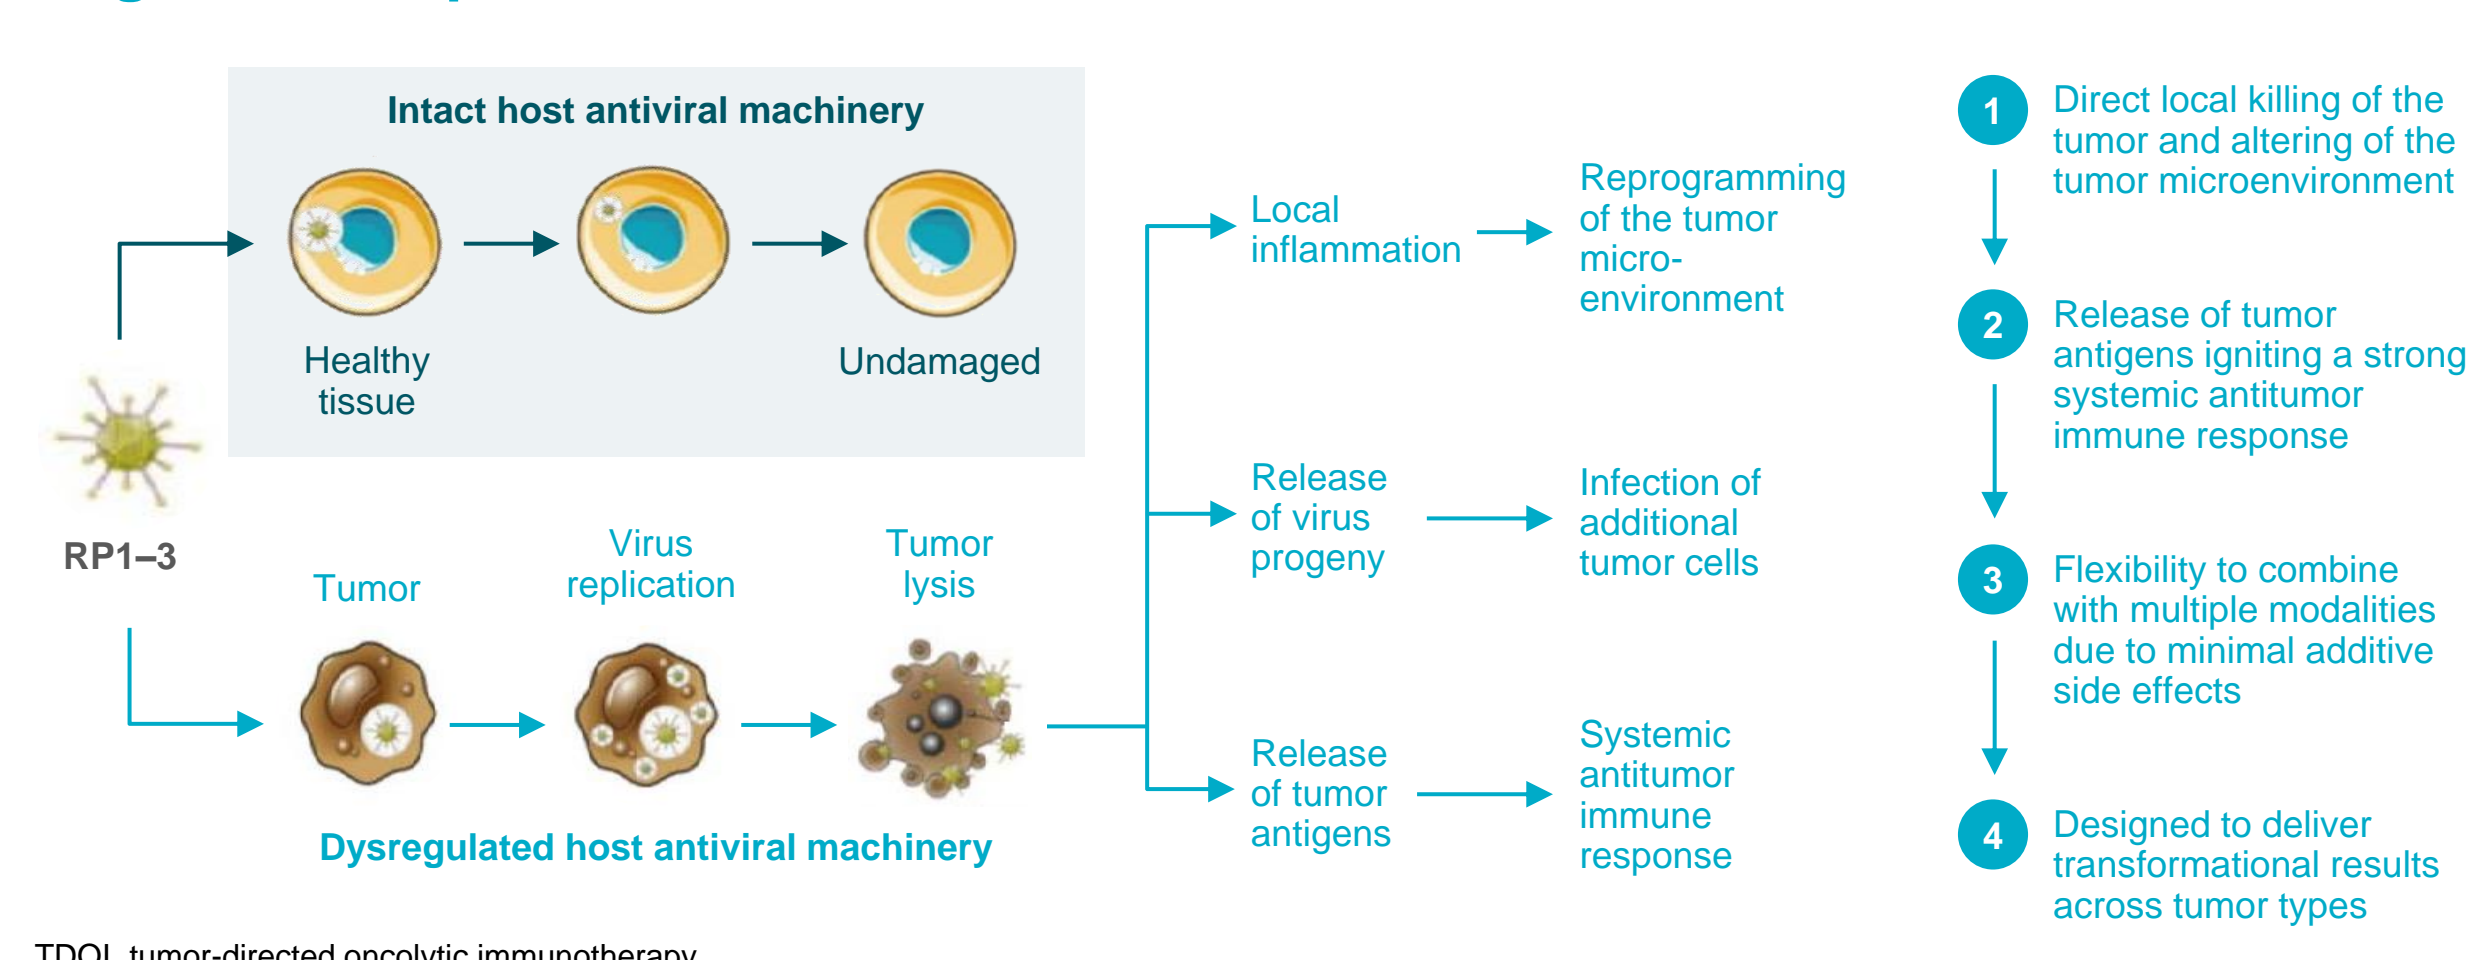 Intact host antiviral machinery
Healthy
tissue
Undamaged
RP1–3
Tumor
Virus
replication
Tumor
lysis
Dysregulated host antiviral machinery
Local
inflammation
Reprogramming
of the tumor
micro-
environment
Release
of virus
progeny
Infection of
additional
tumor cells
Release
of tumor
antigens
Systemic
antitumor
immune
response
1
Direct local killing of the
tumor and altering of the
tumor microenvironment
2
Release of tumor
antigens igniting a strong
systemic antitumor
immune response
3
Flexibility to combine
with multiple modalities
due to minimal additive
side effects
4
Designed to deliver
transformational results
across tumor types
tumor-directed oncolytic immunotherapy